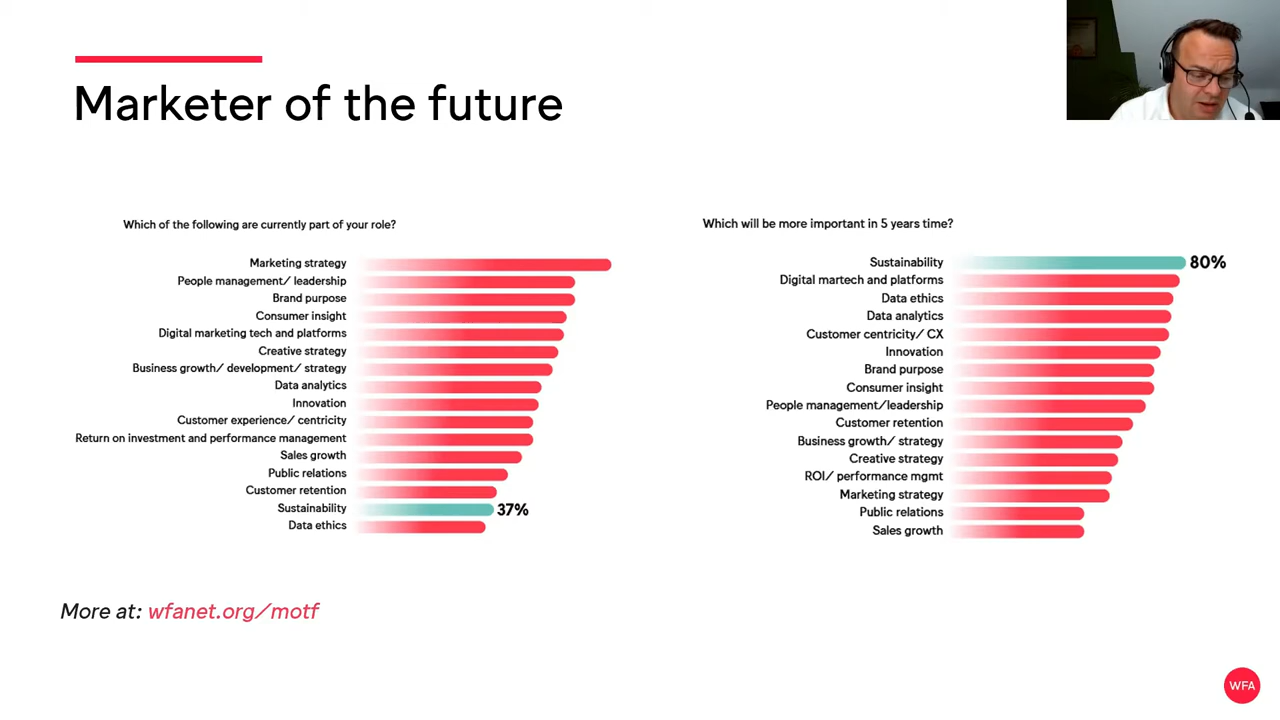 Marketer of the future
Which of the following are currently part of your role?
Marketing strategy
People management/ leadership
Brand purpose
Consumer insight
Digital marketing tech and platforms
Creative strategy
Business growth/ development/ strategy
Data analytics
Innovation
Customer experience/ centricity
Return on investment and performance management
Sales growth
Public relations
Customer retention
Sustainability 37%
Data ethics
Which will be more important in 5 years time?
Sustainability 80%
Digital martech and platforms
Data ethics
Data analytics
Customer centricity/ CX
Innovation
Brand purpose
Consumer insight
People management/leadership
Customer retention
Business growth/ strategy
Creative strategy
ROI/ performance mgmt
Marketing strategy
Public relations
Sales growth
More at: wfanet.org/motf
WFA